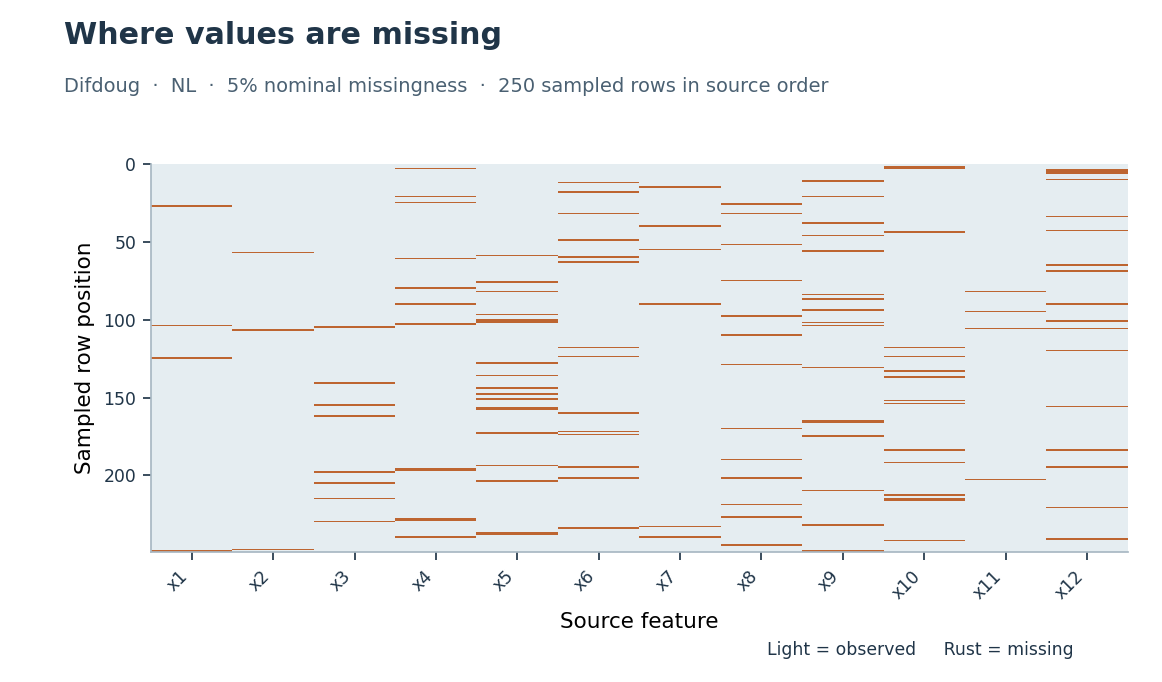 Where values are missing
Difdoug · NL · 5% nominal missingness · 250 sampled rows in source order
0
50
100
150
200
Sampled row position
x1 x2 x3 x4 x5 x6 x7 x8 x9 x10 x11 x12
Source feature
Light = observed Rust = missing